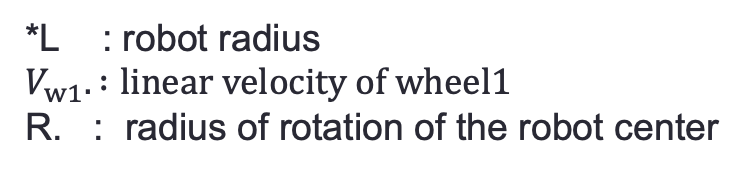 *L : robot radius
V_w1. : linear velocity of wheel1
R. : radius of rotation of the robot center